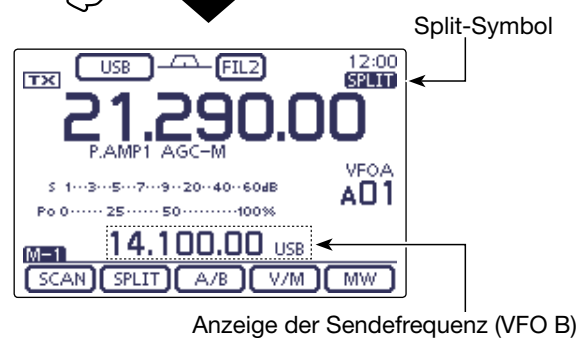 Split-Symbol
USB FIL2 12:00
TX SPLIT
21.290.00
P.AMP1 AGC-M
VFOA
S 1···3···5···7···9···20···40···60dB
A01
Po 0······25······50··········100%
14.100.00 USB
M-1
SCAN SPLIT A/B V/M MW
Anzeige der Sendefrequenz (VFO B)